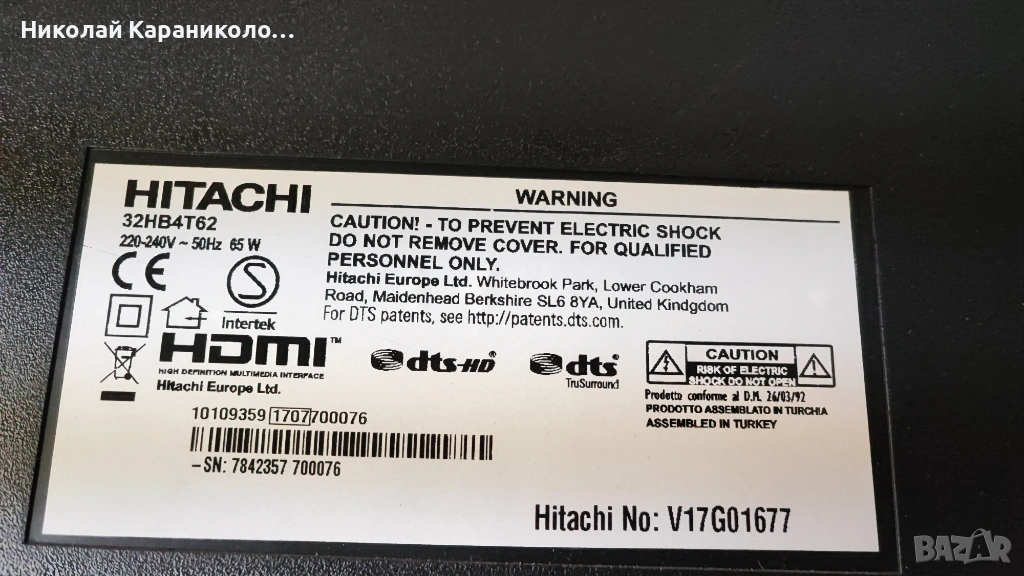 Николай Караниколо...
HITACHI
32HB4T62
220-240V ~ 50Hz 65 W
CE
S
Intertek
HDMI™
HIGH DEFINITION MULTIMEDIA INTERFACE
Hitachi Europe Ltd.
WARNING
CAUTION! - TO PREVENT ELECTRIC SHOCK
DO NOT REMOVE COVER. FOR QUALIFIED
PERSONNEL ONLY.
Hitachi Europe Ltd. Whitebrook Park, Lower Cookham
Road, Maidenhead Berkshire SL6 8YA, United Kindgdom
For DTS patents, see http://patents.dts.com.
dts-HD®
dts®
TruSurround
CAUTION
RISK OF ELECTRIC
SHOCK DO NOT OPEN
Prodotto conforme al D.M. 26/03/92
PRODOTTO ASSEMBLATO IN TURCHIA
ASSEMBLED IN TURKEY
10109359 1707 700076
-SN: 7842357 700076
Hitachi No: V17G01677
BAZAR